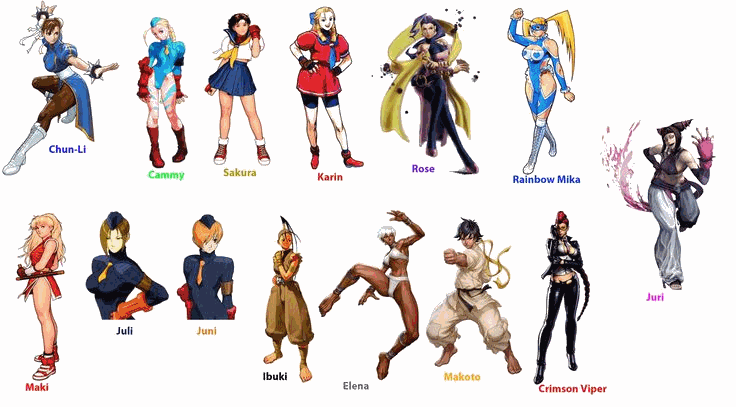 Chun-Li
Cammy
Sakura
Karin
Rose
Rainbow Mika
Juri
Maki
Juli
Juni
Ibuki
Elena
Makoto
Crimson Viper